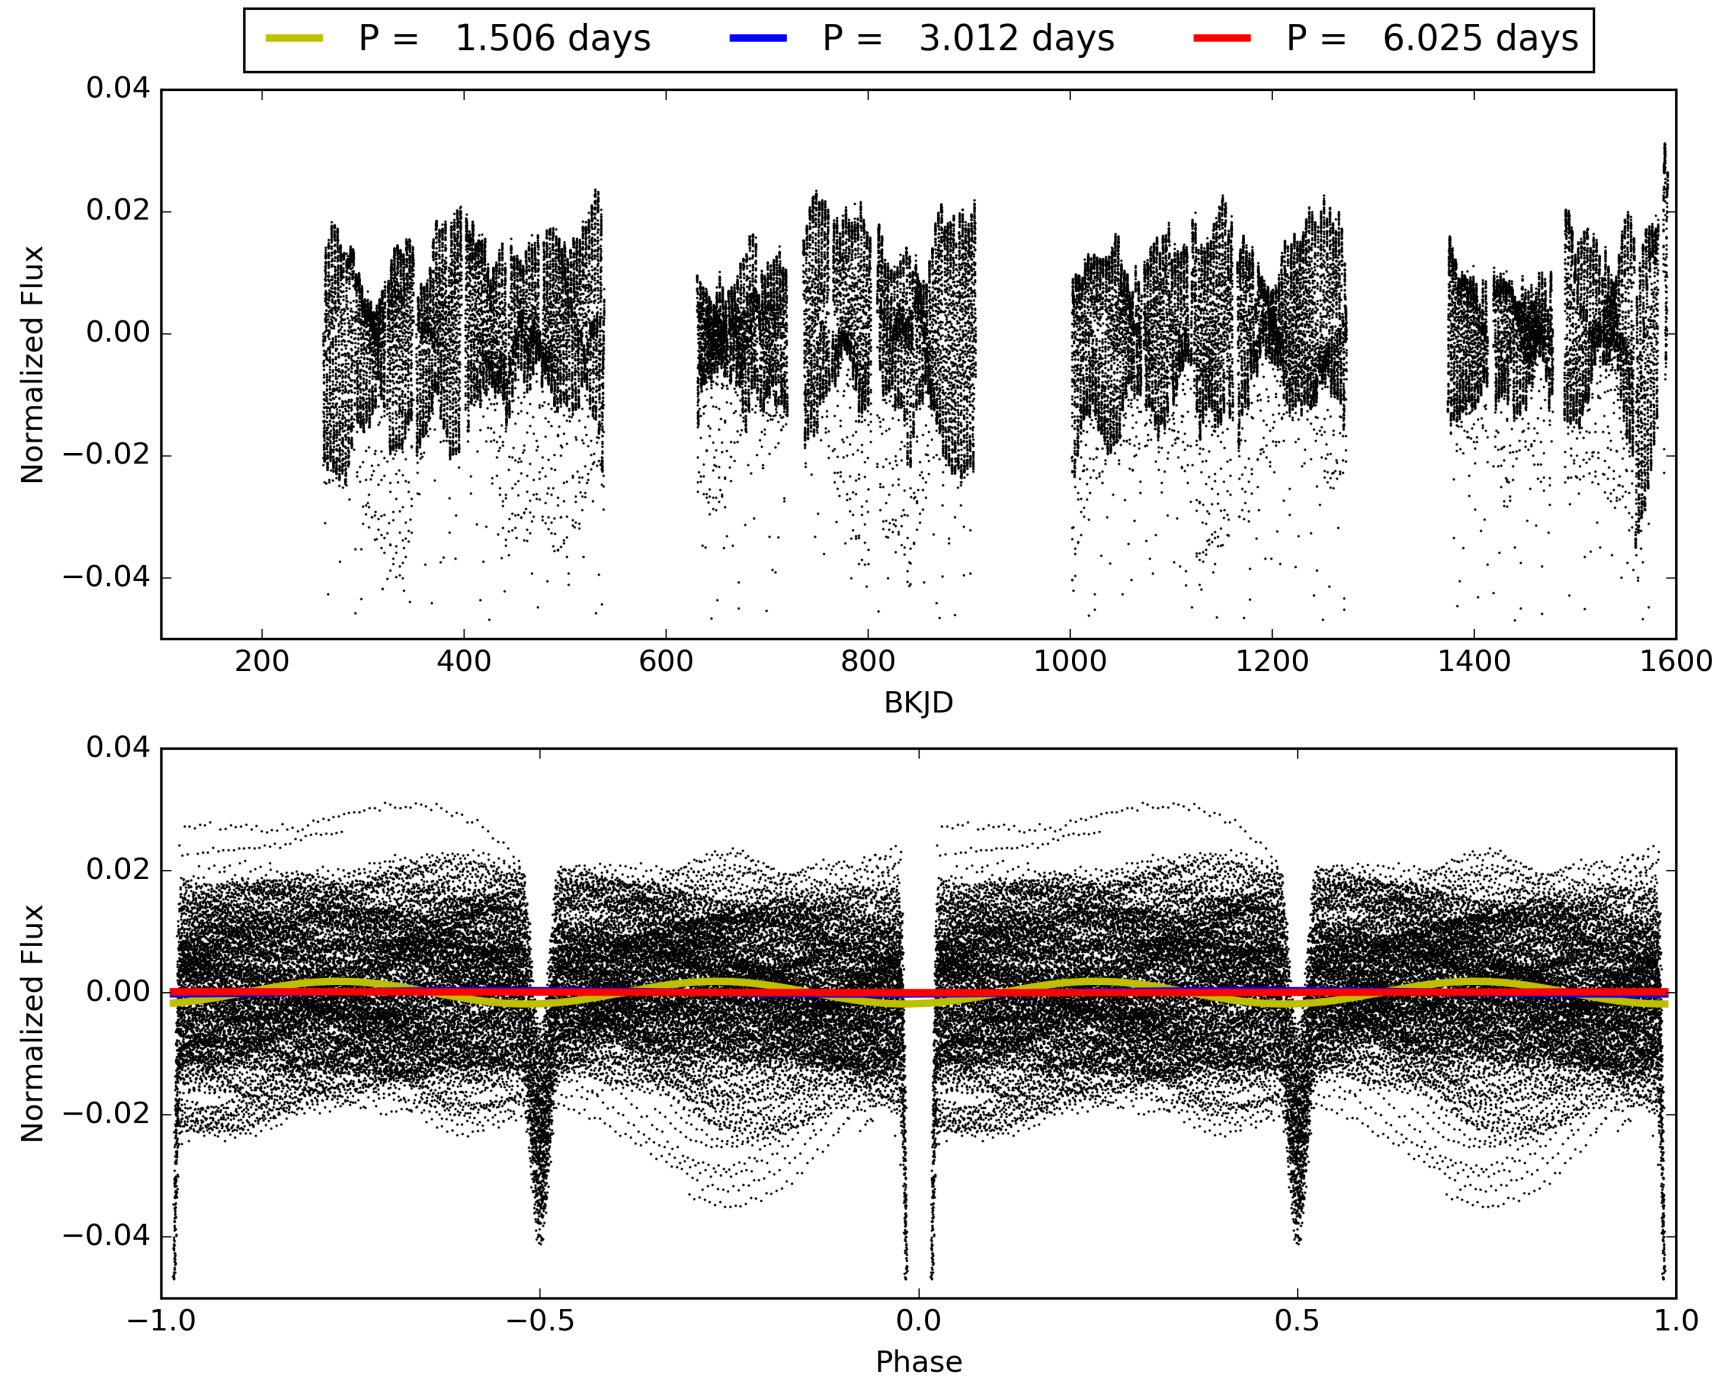 P = 1.506 days P = 3.012 days P = 6.025 days
0.04
0.02
0.00
−0.02
−0.04
Normalized Flux
200 400 600 800 1000 1200 1400 1600
BKJD
0.04
0.02
0.00
−0.02
−0.04
Normalized Flux
−1.0 −0.5 0.0 0.5 1.0
Phase